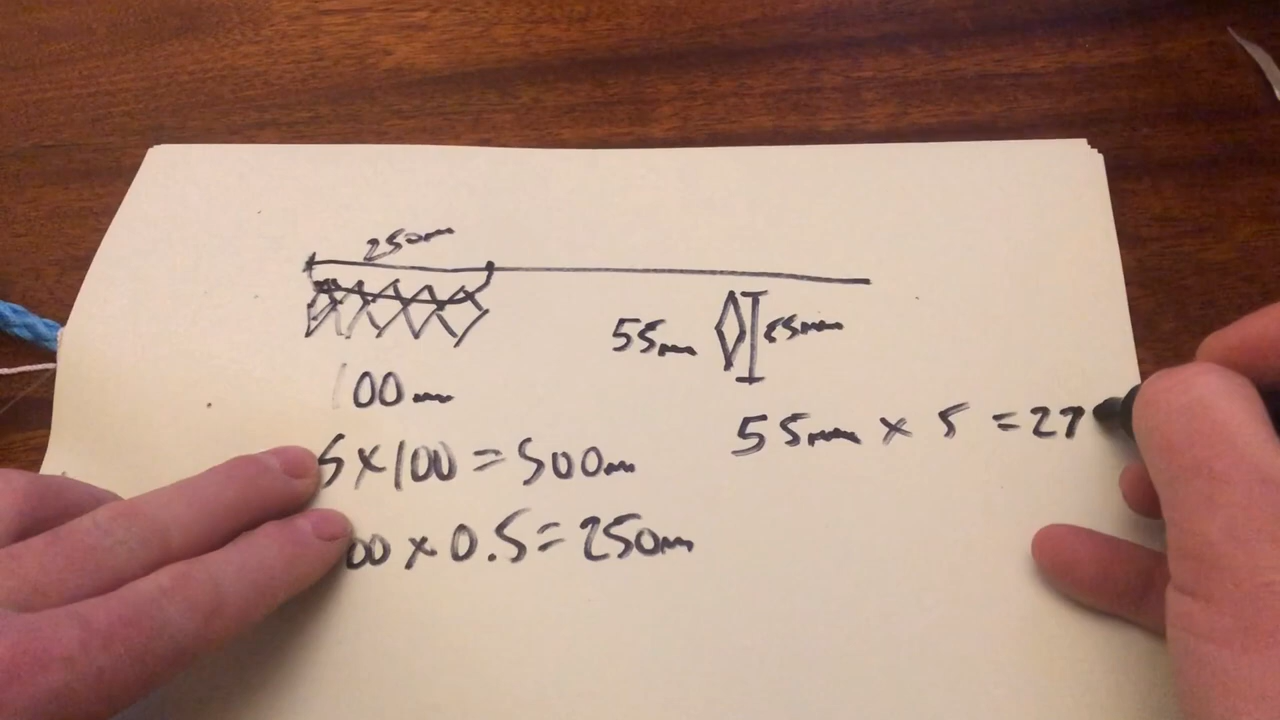 250mm
55mm 55mm
100mm
55mm x 5 = 27
5 x 100 = 500mm
00 x 0.5 = 250mm